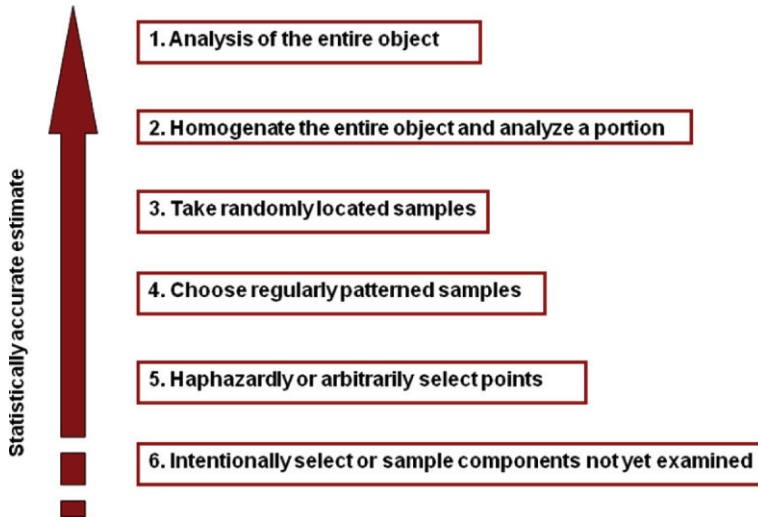 1. Analysis of the entire object
2. Homogenate the entire object and analyze a portion
3. Take randomly located samples
4. Choose regularly patterned samples
5. Haphazardly or arbitrarily select points
6. Intentionally select or sample components not yet examined
Statistically accurate estimate